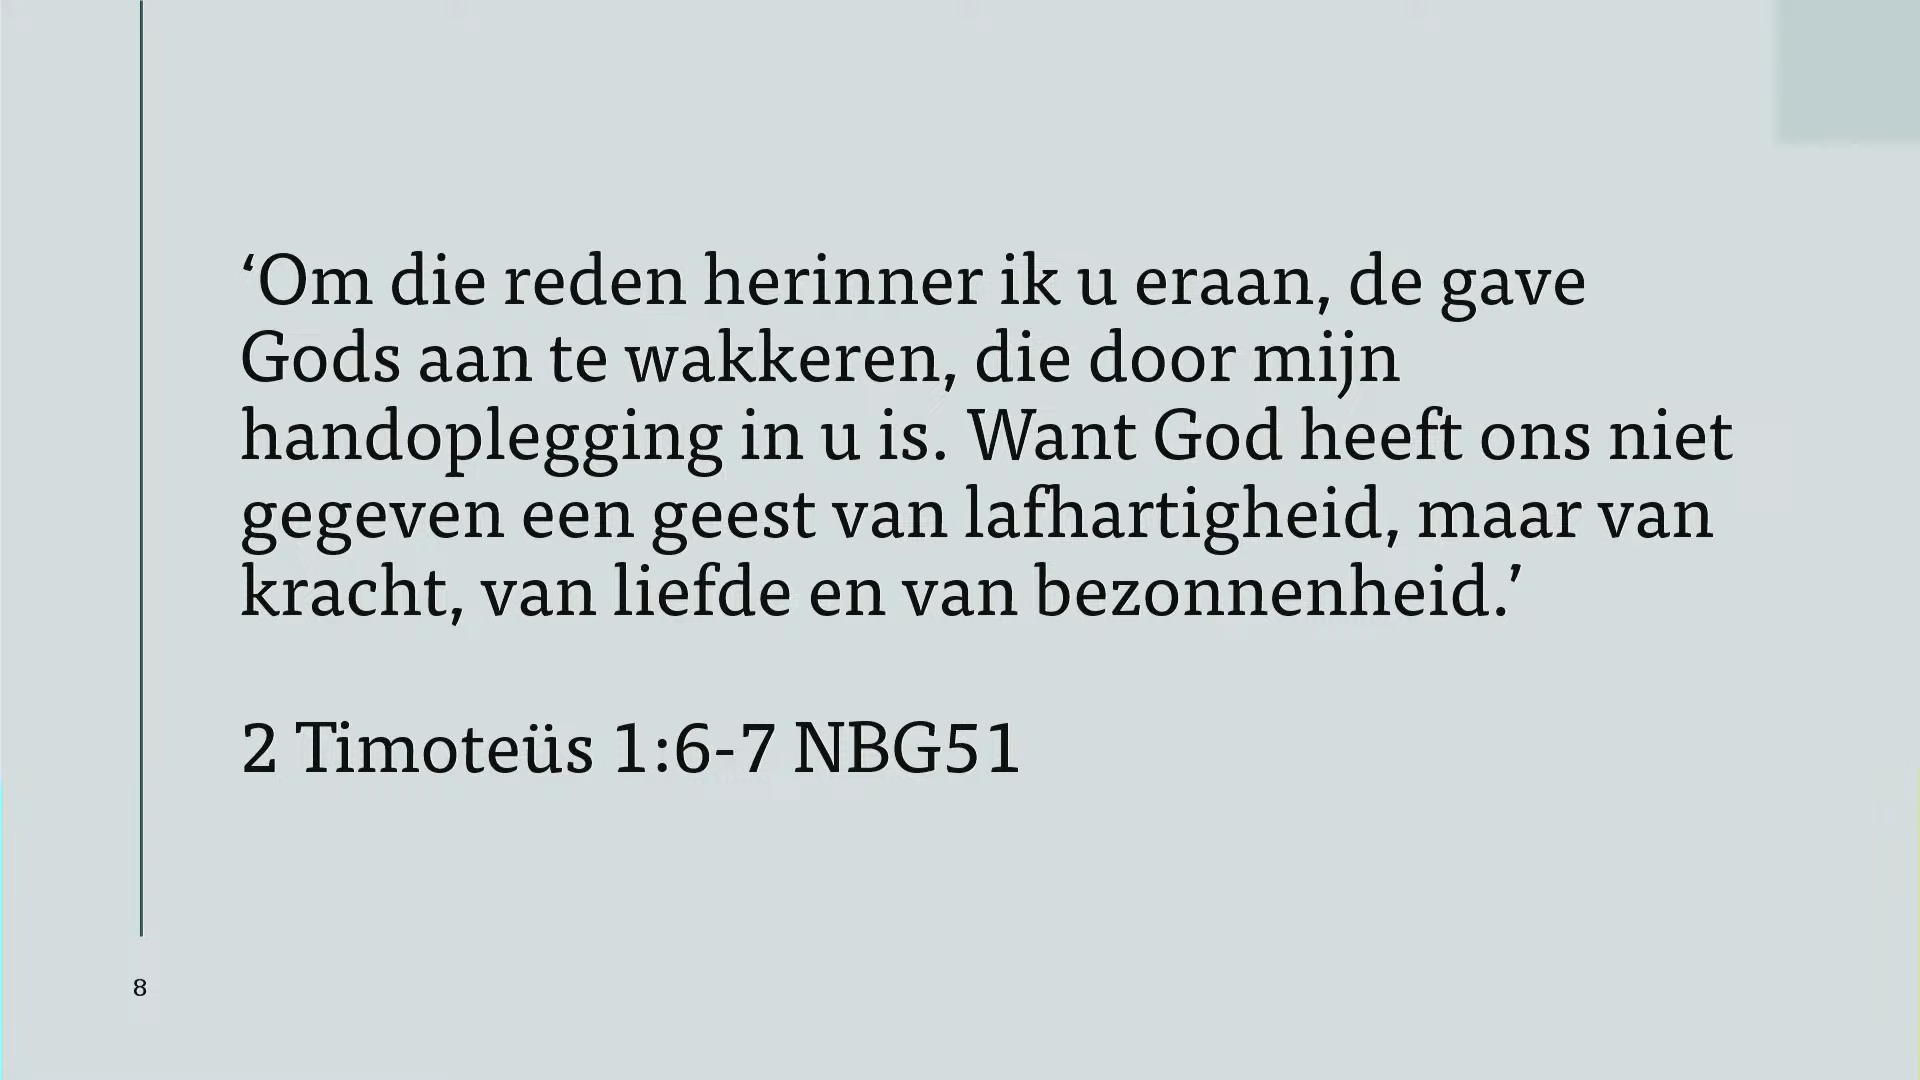 ‘Om die reden herinner ik u eraan, de gave
Gods aan te wakkeren, die door mijn
handoplegging in u is. Want God heeft ons niet
gegeven een geest van lafhartigheid, maar van
kracht, van liefde en van bezonnenheid.’
2 Timoteüs 1:6-7 NBG51
8